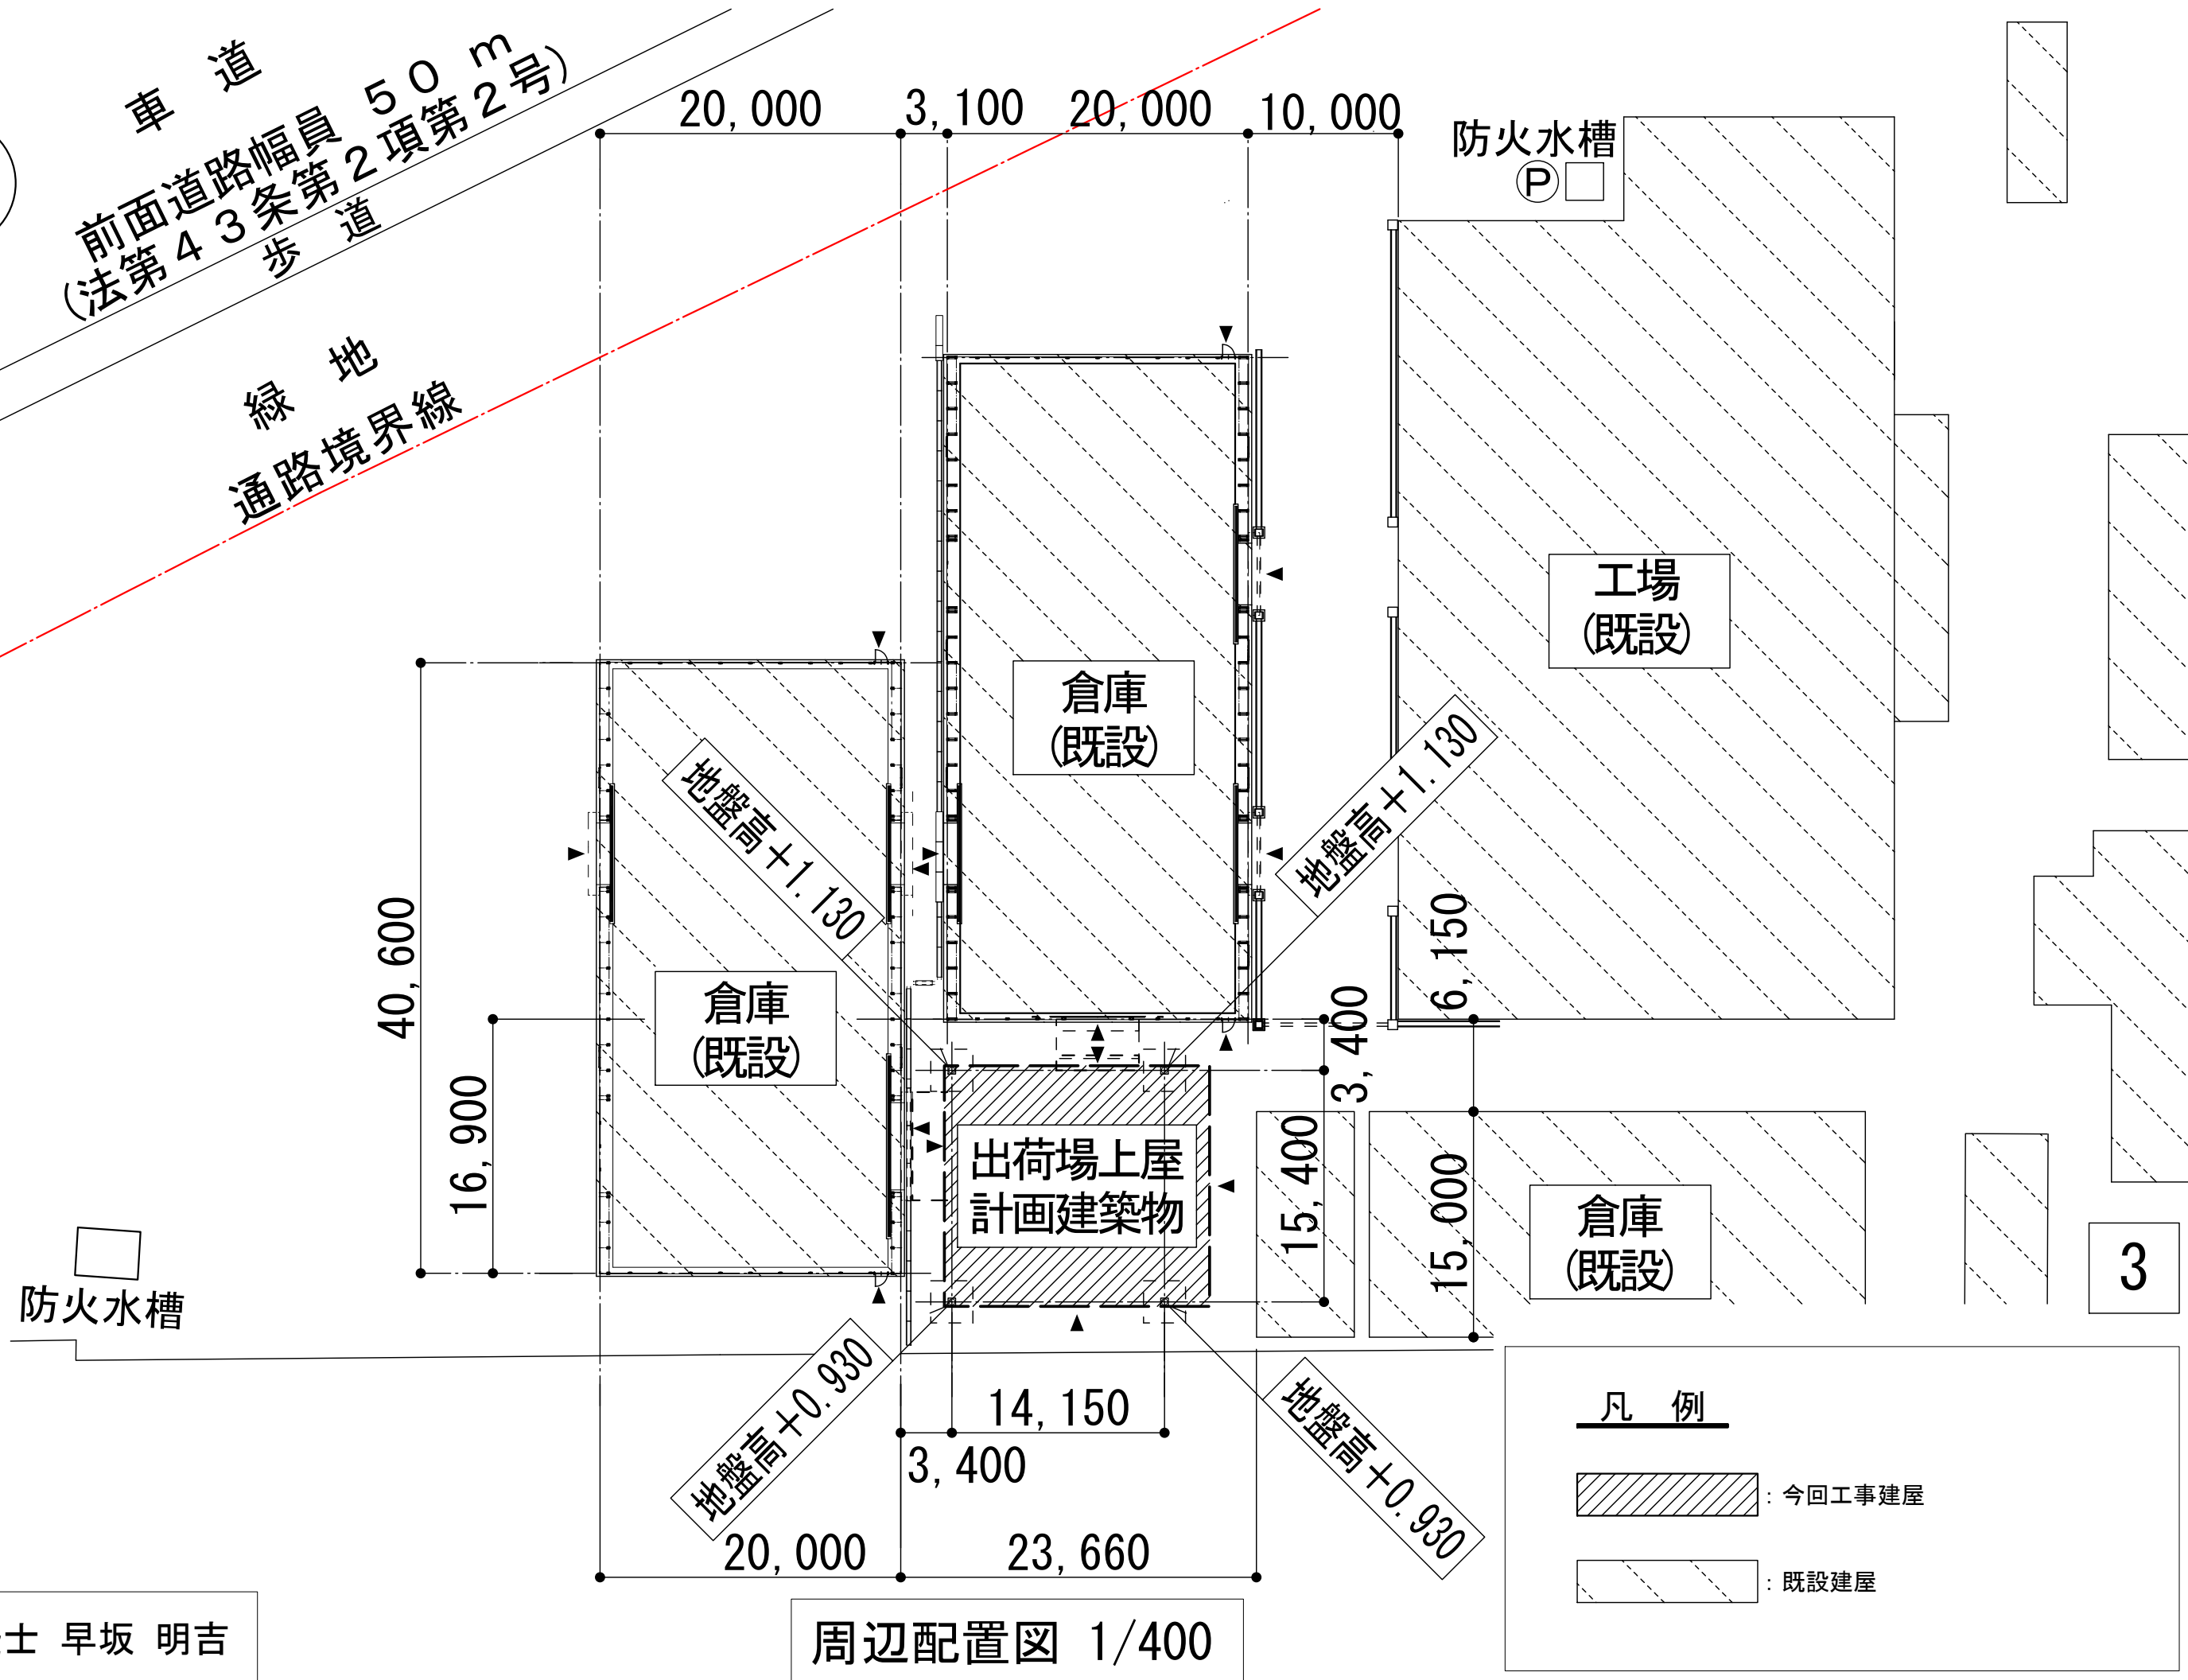 車 道
前面道路幅員 50m
(法第43条第2項第2号)
歩 道
緑 地
通路境界線
20,000
3,100
20,000
10,000
防火水槽
P
工場
(既設)
倉庫
(既設)
地盤高+1.130
地盤高+1.130
40,600
16,900
倉庫
(既設)
6,150
3,400
出荷場上屋
計画建築物
15,400
15,000
倉庫
(既設)
3
防火水槽
14,150
3,400
地盤高+0.930
地盤高+0.930
20,000
23,660
凡 例
: 今回工事建屋
: 既設建屋
士 早坂 明吉
周辺配置図 1/400